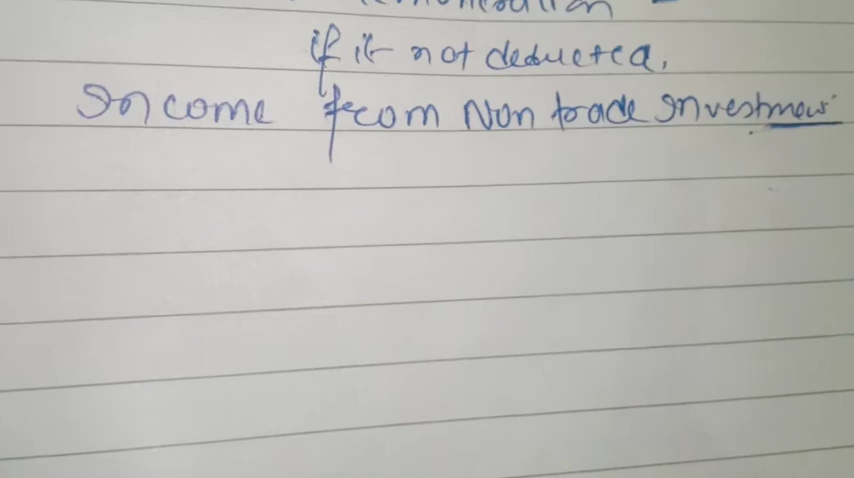 if it not deducted.
Income from Non trade Investment